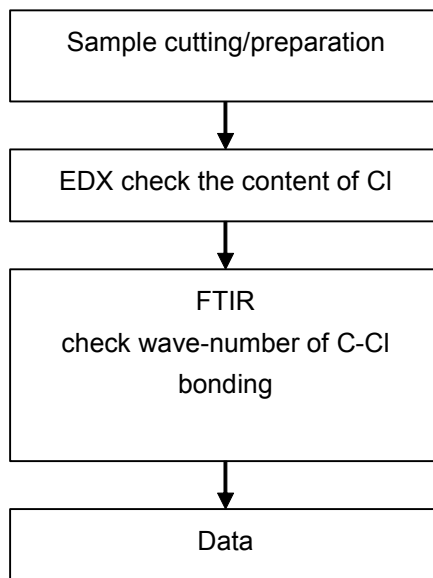 Sample cutting/preparation
EDX check the content of Cl
FTIR
check wave-number of C-Cl
bonding
Data